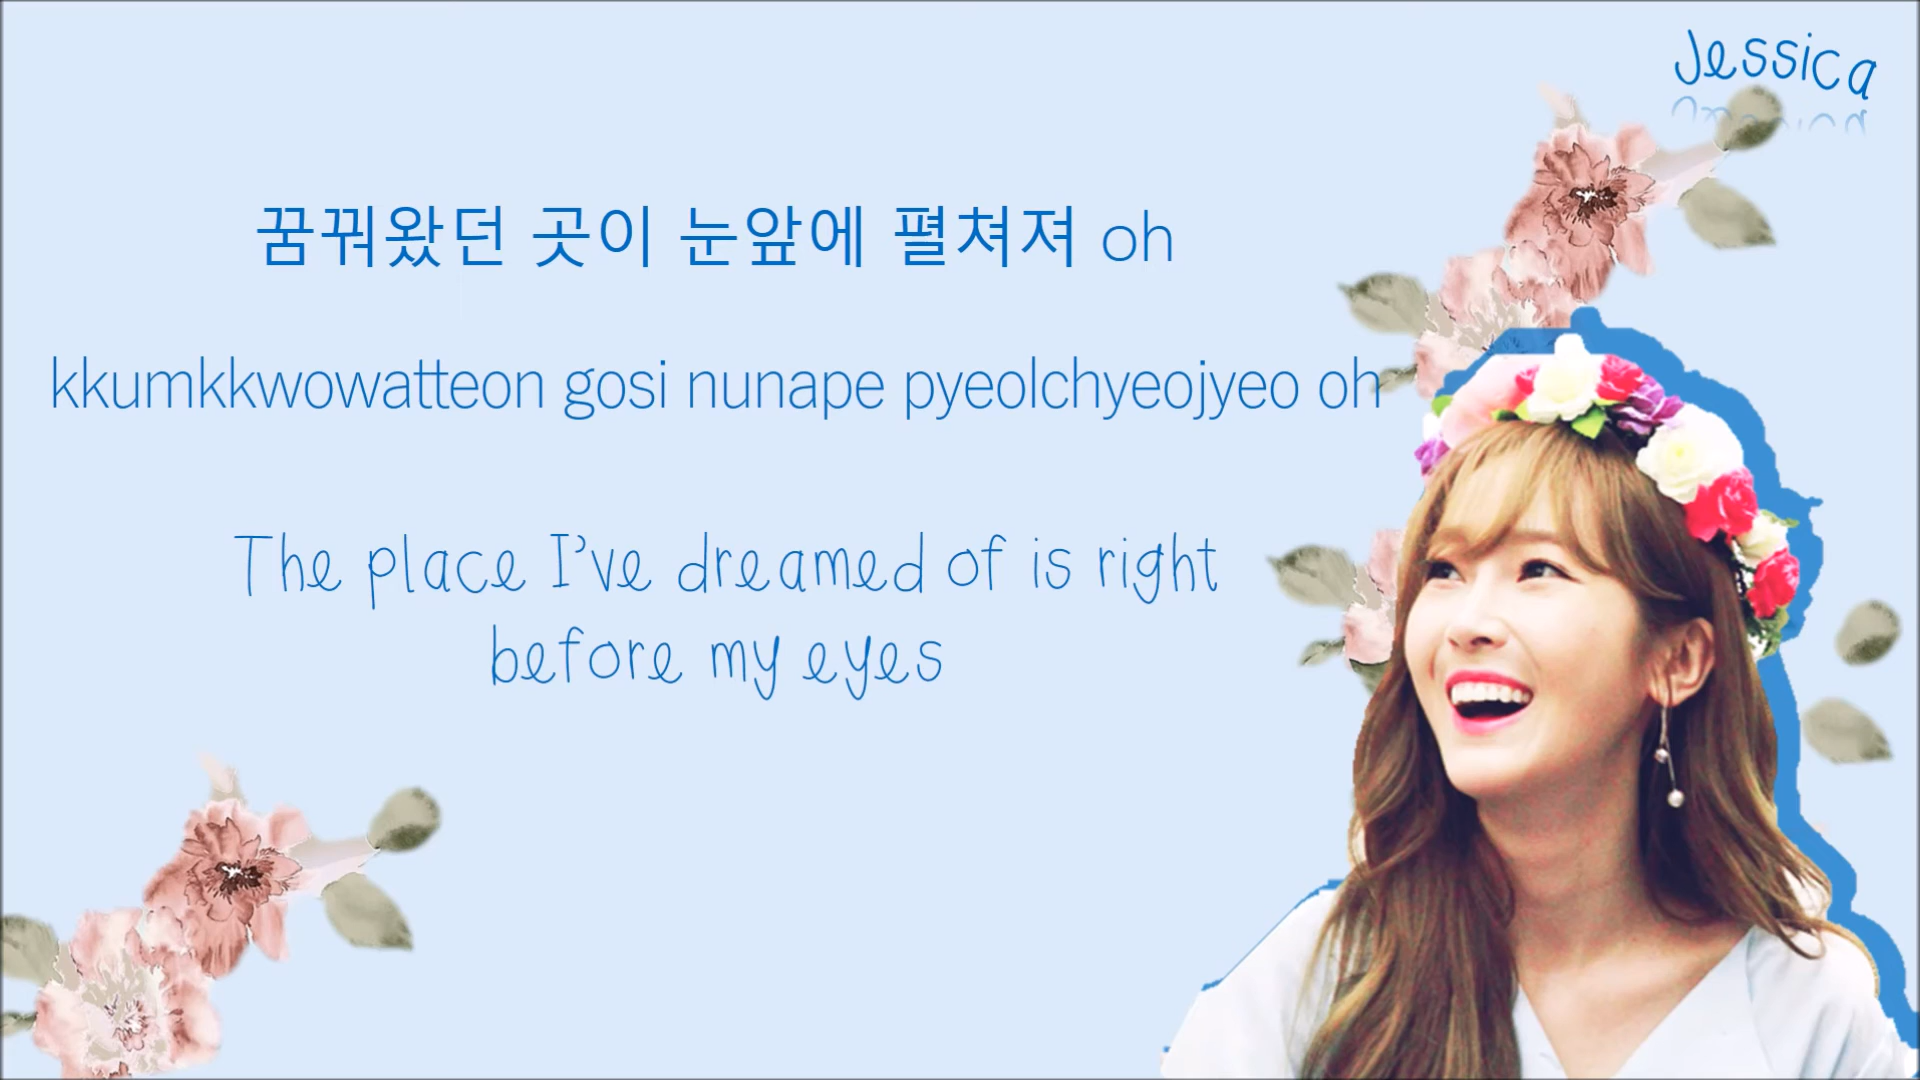 Jessica
꿈꿔왔던 곳이 눈앞에 펼쳐져 oh
kkumkkwowatteon gosi nunape pyeolchyeojyeo oh
The place I've dreamed of is right
before my eyes